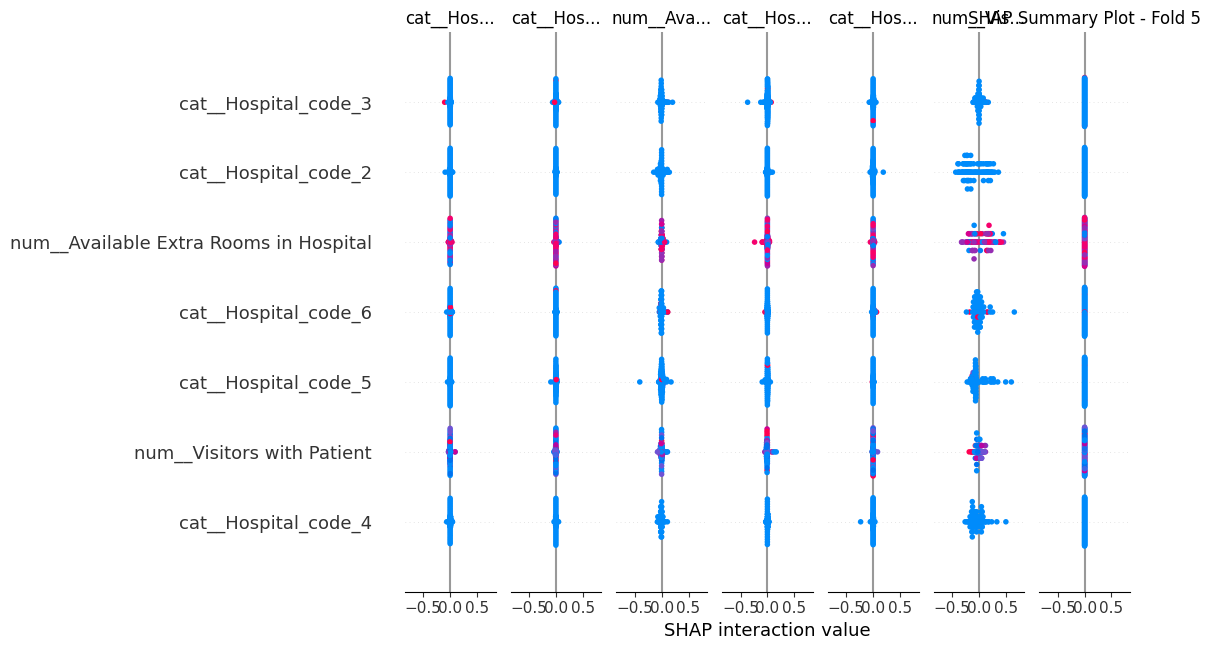 cat__Hos... cat__Hos... num__Ava... cat__Hos... cat__Hos... num__Vis... SHAP Summary Plot - Fold 5
cat__Hospital_code_3
cat__Hospital_code_2
num__Available Extra Rooms in Hospital
cat__Hospital_code_6
cat__Hospital_code_5
num__Visitors with Patient
cat__Hospital_code_4
−0.5 0.0 0.5 −0.5 0.0 0.5 −0.5 0.0 0.5 −0.5 0.0 0.5 −0.5 0.0 0.5 −0.5 0.0 0.5 −0.5 0.0 0.5
SHAP interaction value